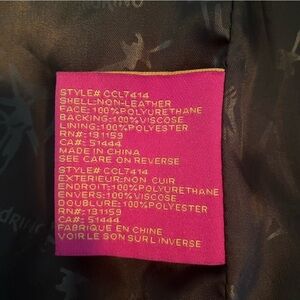 STYLE# CCL7414
SHELL:NON-LEATHER
FACE: 100%POLYURETHANE
BACKING:100%VISCOSE
LINING:100%POLYESTER
RN#: 131159
CA#: 51444
MADE IN CHINA
SEE CARE ON REVERSE
STYLE# CCL7414
EXTERIEUR:NON CUIR
ENDROIT:100%POLYURETHANE
ENVERS:100%VISCOSE
DOUBLURE:100%POLYESTER
RN#: 131159
CA#: 51444
FABRIQUE EN CHINE
VOIR LE SON SUR L'INVERSE